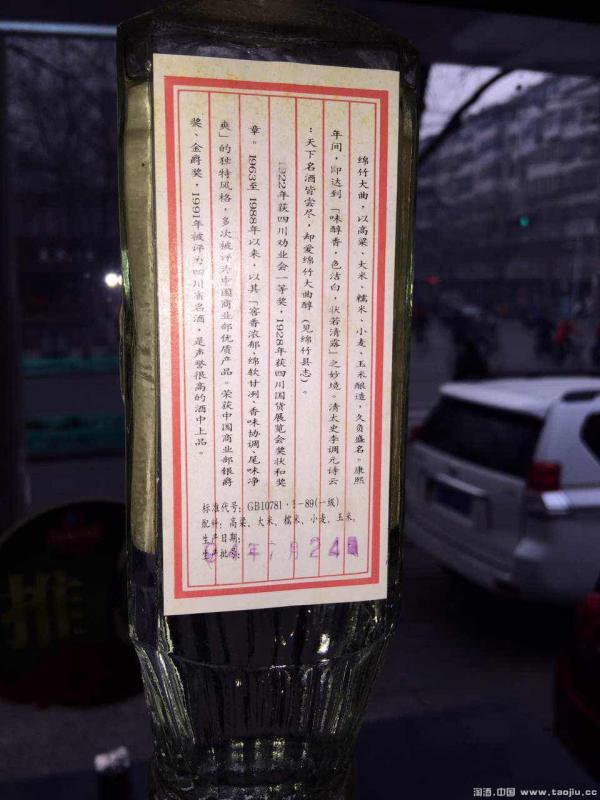 绵竹大曲，以高粱、大米、糯米、小麦、玉米酿造，久负盛名。康熙
年间，即达到「味醇香，色洁白，状若清露」之妙境。清太史李调元诗云
：天下名酒皆尝尽，却爱绵竹大曲醇（见绵竹县志）。
1922年获四川劝业会一等奖，1928年获四川国货展览会奖状和奖
章。1963至1988年以来，以其「窖香浓郁、绵软甘冽、香味协调、尾味净
爽」的独特风格，多次被评为中国商业部优质产品。荣获中国商业部银爵
奖、金爵奖，1991年被评为四川省名酒，是声誉很高的酒中上品。
标准代号：GB10781·1-89(一级)
配料：高粱、大米、糯米、小麦、玉米。
生产日期：
生产批号：
年7月24
推
淘酒.中国 www.taojiu.cc